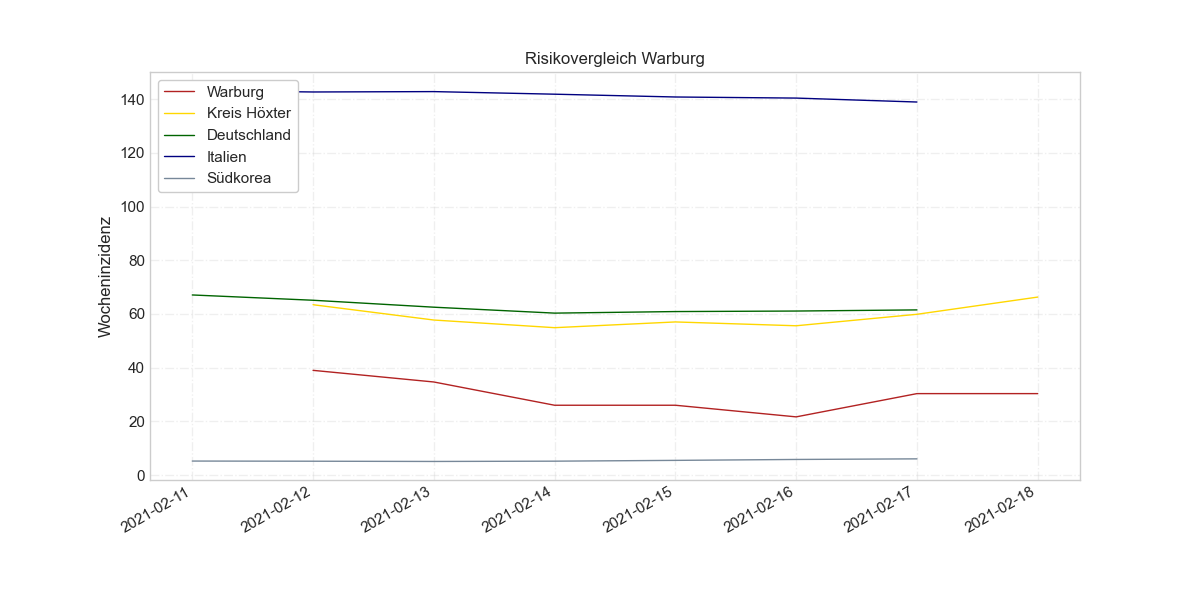 Risikovergleich Warburg
Warburg
Kreis Höxter
Deutschland
Italien
Südkorea
Wocheninzidenz
140
120
100
80
60
40
20
0
2021-02-11
2021-02-12
2021-02-13
2021-02-14
2021-02-15
2021-02-16
2021-02-17
2021-02-18